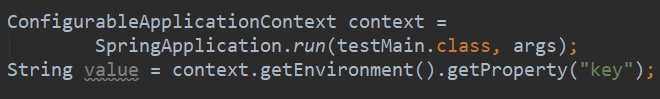 ConfigurableApplicationContext context =
SpringApplication.run(testMain.class, args);
String value = context.getEnvironment().getProperty("key");